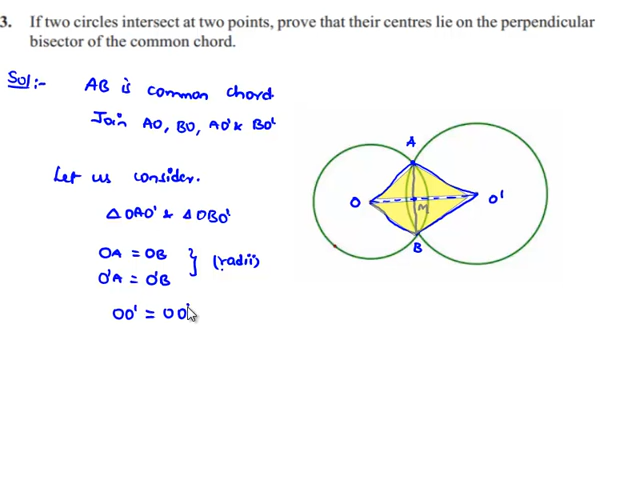 3. If two circles intersect at two points, prove that their centres lie on the perpendicular
bisector of the common chord.
Sol:-
AB is common chord.
Join AO, BO, AO' & BO'
Let us consider.
△OAO' & △OBO'
OA = OB
O'A = O'B
} (radii)
OO' = OO'
A
O
M
O'
B